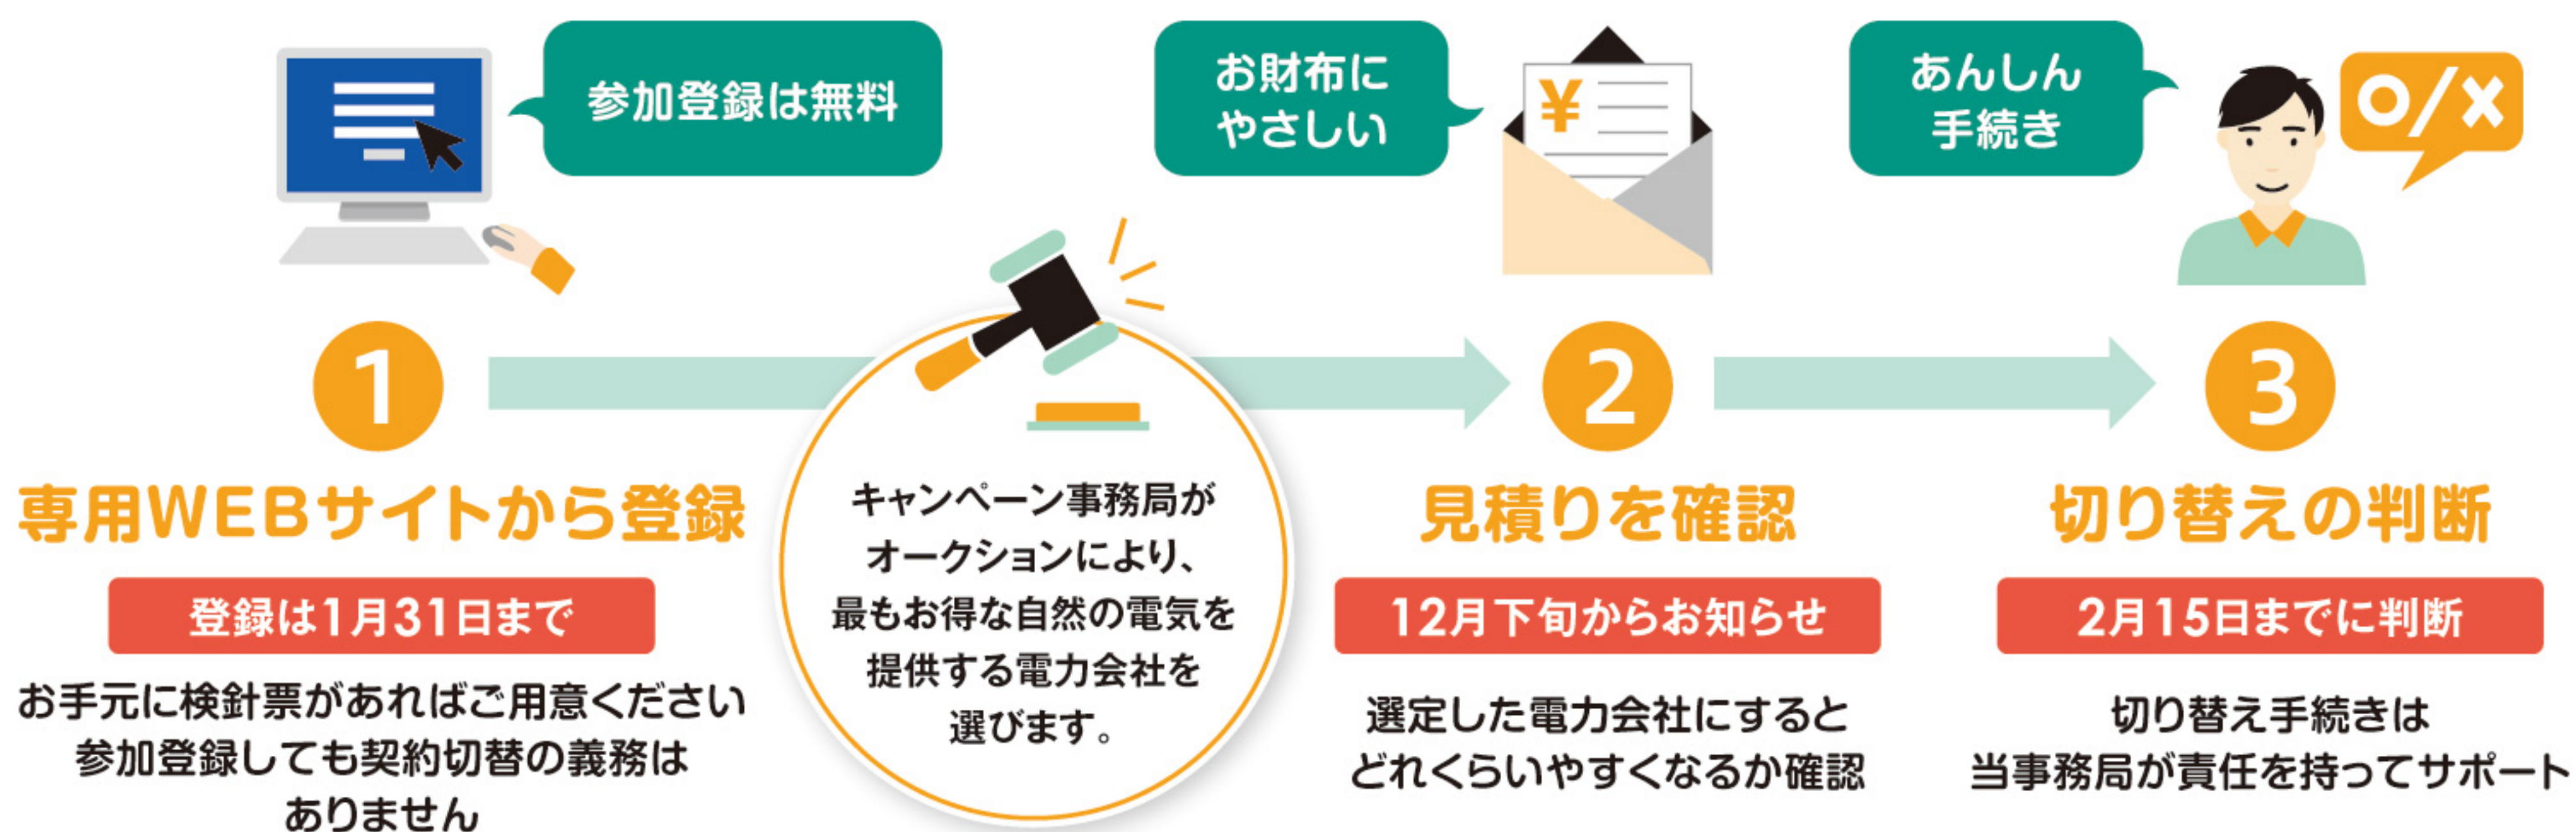 参加登録は無料
1
専用WEBサイトから登録
登録は1月31日まで
お手元に検針票があればご用意ください
参加登録しても契約切替の義務は
ありません
キャンペーン事務局が
オークションにより、
最もお得な自然の電気を
提供する電力会社を
選びます。
お財布に
やさしい
¥
2
見積りを確認
12月下旬からお知らせ
選定した電力会社にすると
どれくらいやすくなるか確認
あんしん
手続き
○/×
3
切り替えの判断
2月15日までに判断
切り替え手続きは
当事務局が責任を持ってサポート